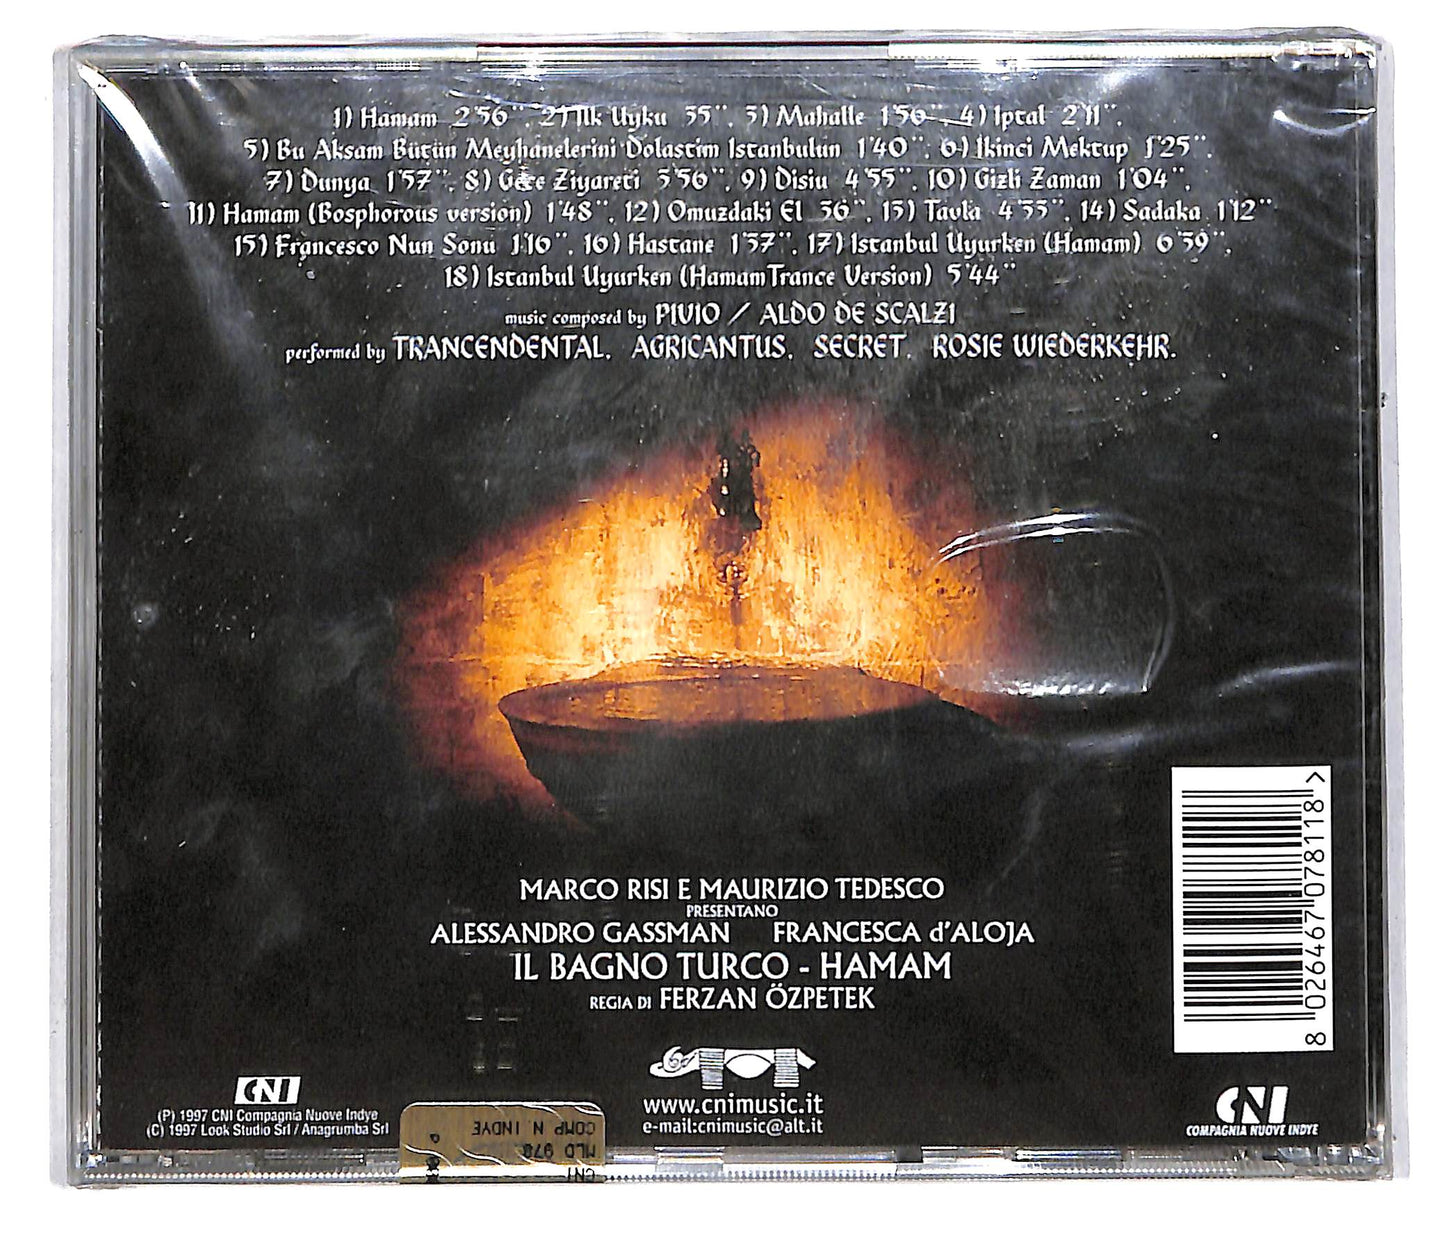 1) Hamam 2'56", 2) Ilk Uyku 35", 3) Mahalle 1'56", 4) Iptal 2'11",
5) Bu Aksam Bütün Meyhanelerini Dolastim Istanbulun 1'40", 6) Ikinci Mektup 1'25",
7) Dunya 1'57", 8) Gece Ziyareti 3'56", 9) Disiu 4'55", 10) Gizli Zaman 1'04",
11) Hamam (Bosphorous version) 1'48", 12) Omuzdaki El 36", 13) Tavla 4'35", 14) Sadaka 1'12"
15) Francesco Nun Sonu 1'16", 16) Hastane 1'37", 17) Istanbul Uyurken (Hamam) 6'59",
18) Istanbul Uyurken (Hamam Trance Version) 5'44"
music composed by PIVIO / ALDO DE SCALZI
performed by TRANCENDENTAL, AGRICANTUS, SECRET, ROSIE WIEDERKEHR.
MARCO RISI E MAURIZIO TEDESCO
PRESENTANO
ALESSANDRO GASSMAN FRANCESCA d'ALOJA
IL BAGNO TURCO - HAMAM
REGIA DI FERZAN ÖZPETEK
8 026467 078118 >
www.cnimusic.it
e-mail:cnimusic@alt.it
CNI
(P) 1997 CNI Compagnia Nuove Indye
(C) 1997 Look Studio Srl / Anagrumba Srl
CNI
MLD 978
COMP N INDYE
CNI
COMPAGNIA NUOVE INDYE